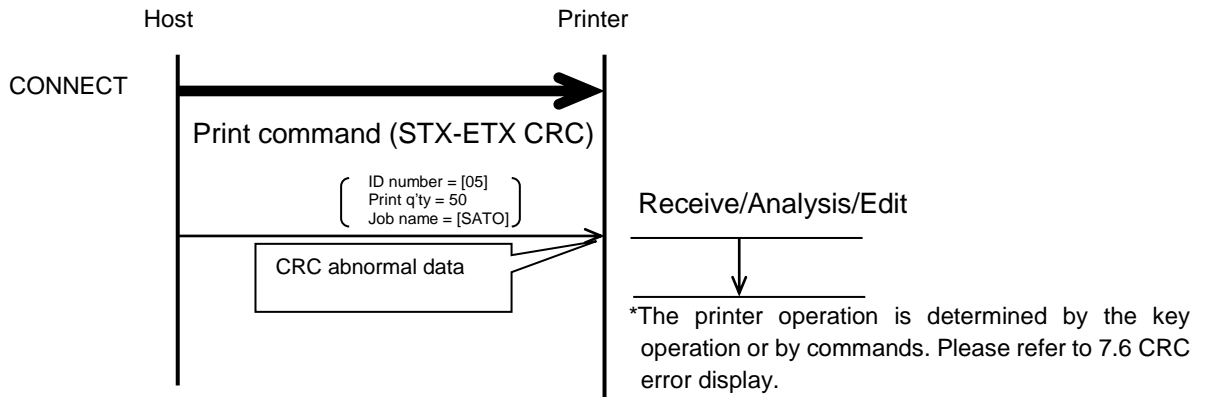 Host
Printer
CONNECT
Print command (STX-ETX CRC)
ID number = [05]
Print q'ty = 50
Job name = [SATO]
Receive/Analysis/Edit
CRC abnormal data
*The printer operation is determined by the key
operation or by commands. Please refer to 7.6 CRC
error display.